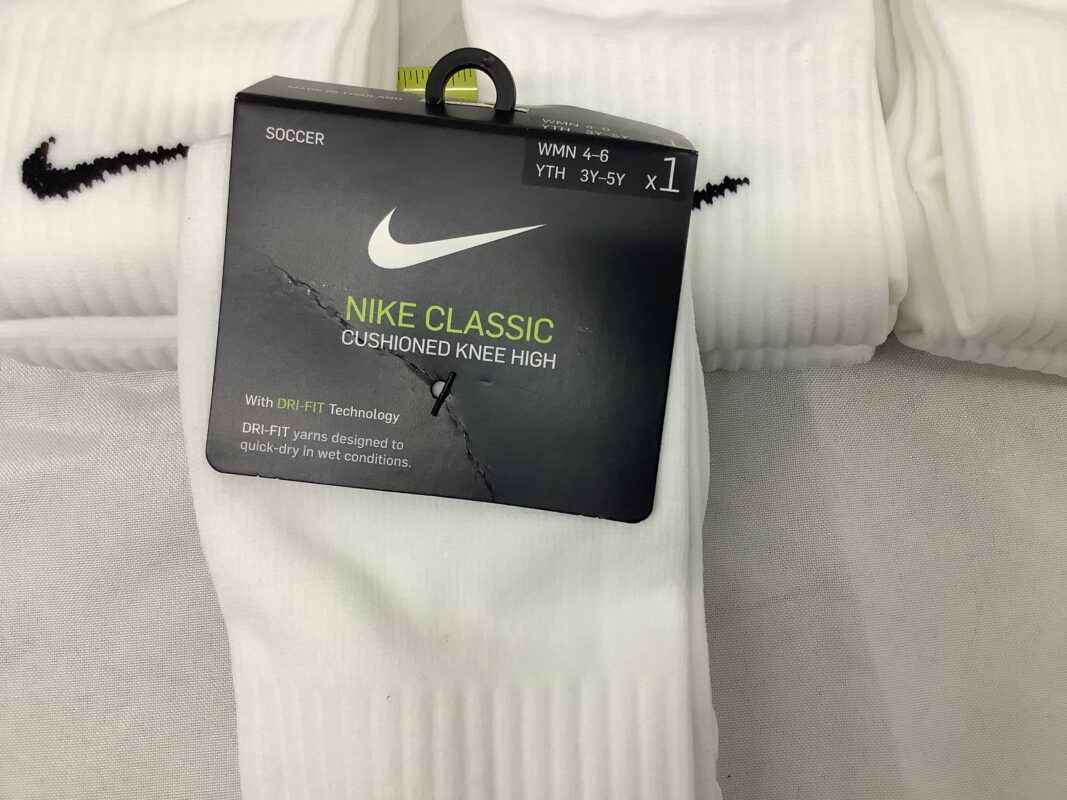 SOCCER
WMN 4–6
YTH 3Y–5Y x1
NIKE CLASSIC
CUSHIONED KNEE HIGH
With DRI-FIT Technology
DRI-FIT yarns designed to
quick-dry in wet conditions.